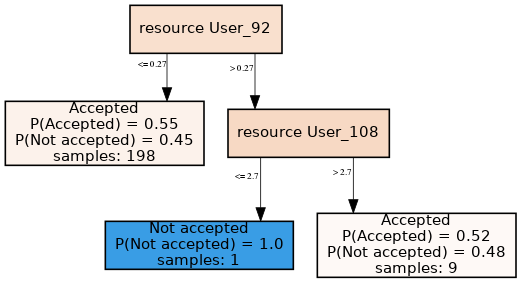 resource User_92
<=0.27
>0.27
Accepted
P(Accepted) = 0.55
P(Not accepted) = 0.45
samples: 198
resource User_108
<=2.7
>2.7
Not accepted
P(Not accepted) = 1.0
samples: 1
Accepted
P(Accepted) = 0.52
P(Not accepted) = 0.48
samples: 9